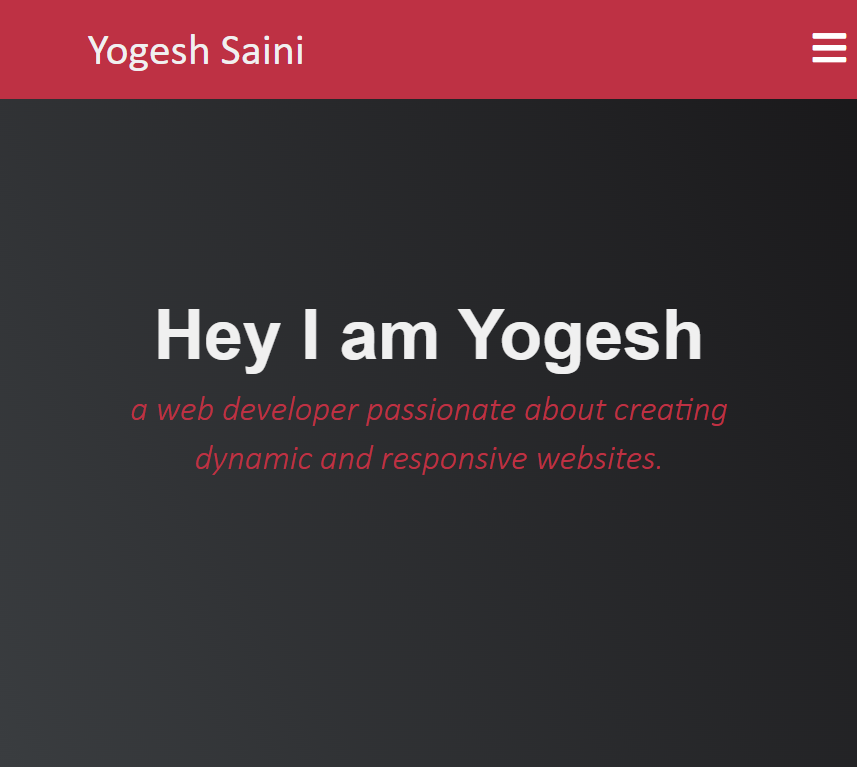 Yogesh Saini
Hey I am Yogesh
a web developer passionate about creating
dynamic and responsive websites.